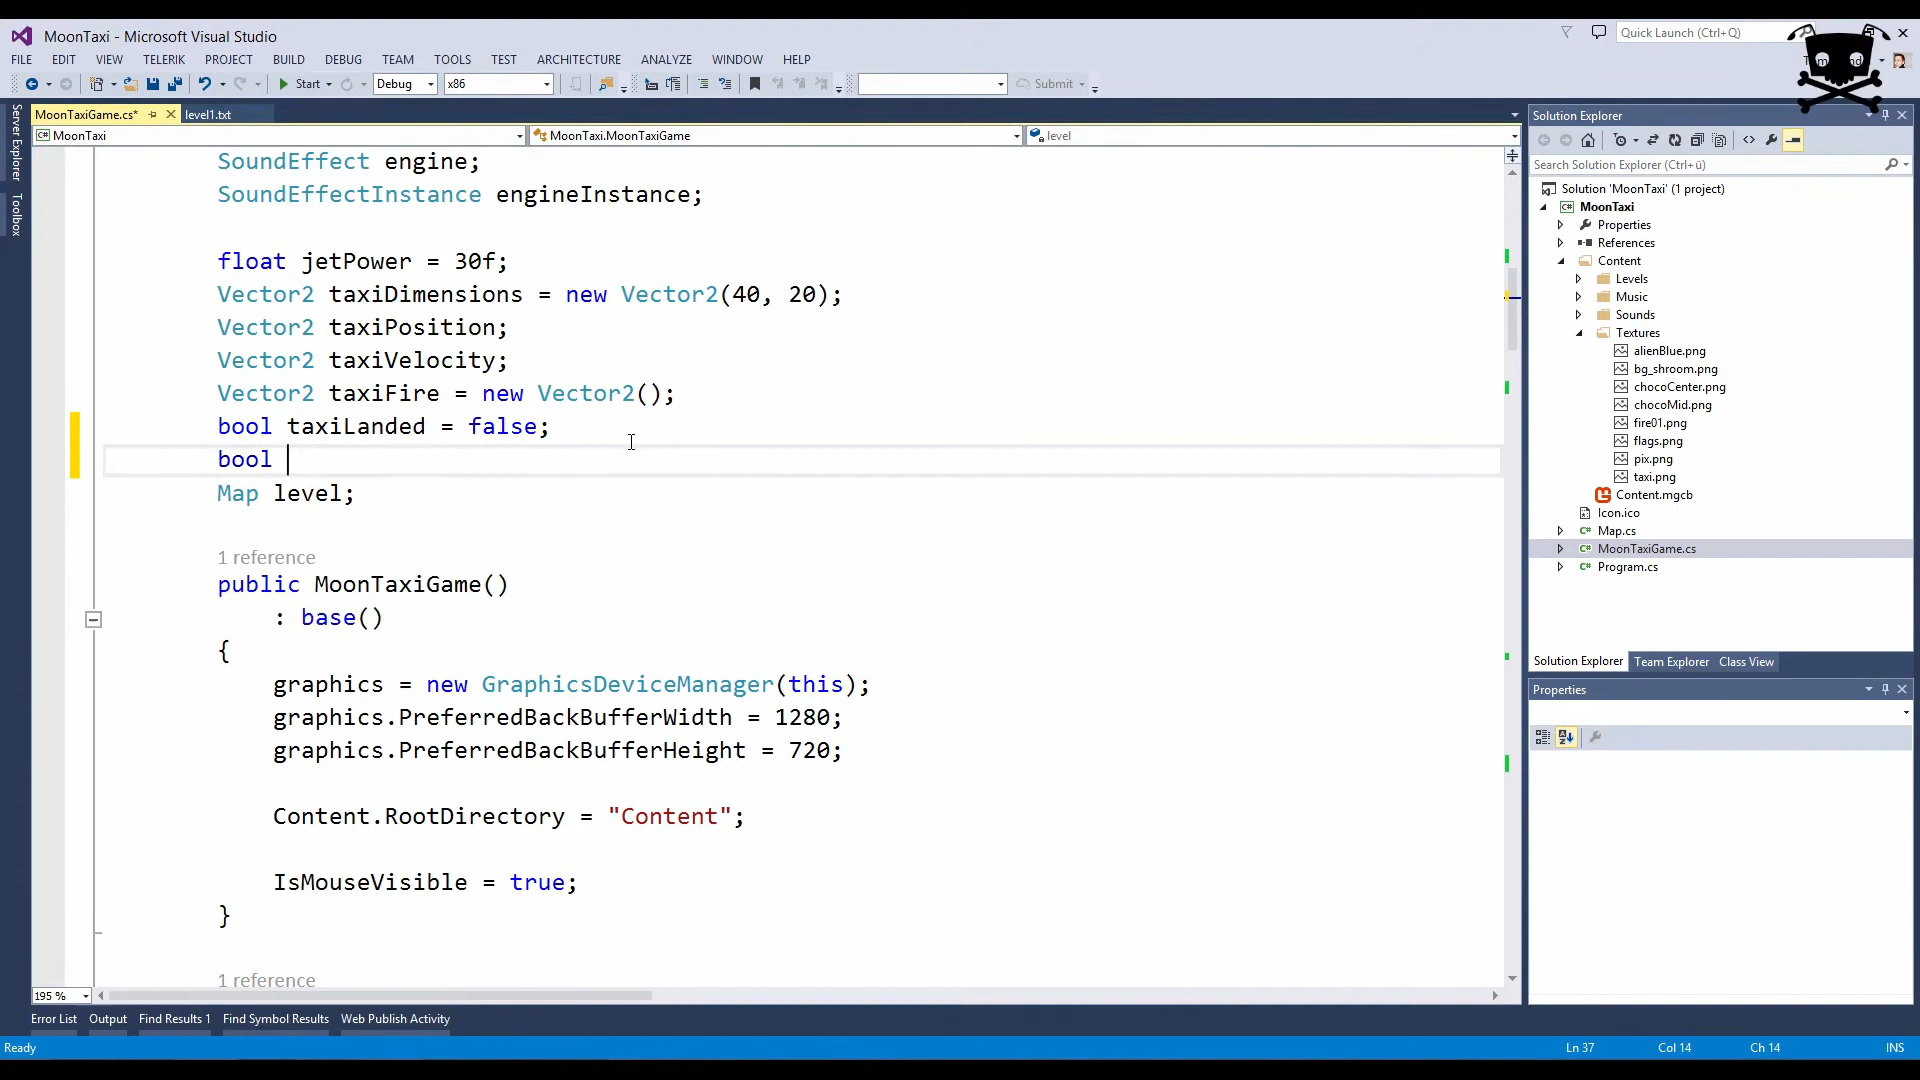 MoonTaxi - Microsoft Visual Studio
Quick Launch (Ctrl+Q)
FILE EDIT VIEW TELERIK PROJECT BUILD DEBUG TEAM TOOLS TEST ARCHITECTURE ANALYZE WINDOW HELP
Start Debug x86 Submit
MoonTaxiGame.cs* level1.txt
MoonTaxi MoonTaxi.MoonTaxiGame level
Server Explorer
Toolbox
SoundEffect engine;
SoundEffectInstance engineInstance;
float jetPower = 30f;
Vector2 taxiDimensions = new Vector2(40, 20);
Vector2 taxiPosition;
Vector2 taxiVelocity;
Vector2 taxiFire = new Vector2();
bool taxiLanded = false;
bool
Map level;
1 reference
public MoonTaxiGame()
: base()
{
graphics = new GraphicsDeviceManager(this);
graphics.PreferredBackBufferWidth = 1280;
graphics.PreferredBackBufferHeight = 720;
Content.RootDirectory = "Content";
IsMouseVisible = true;
}
1 reference
195 %
Solution Explorer
Search Solution Explorer (Ctrl+ü)
Solution 'MoonTaxi' (1 project)
MoonTaxi
Properties
References
Content
Levels
Music
Sounds
Textures
alienBlue.png
bg_shroom.png
chocoCenter.png
chocoMid.png
fire01.png
flags.png
pix.png
taxi.png
Content.mgcb
Icon.ico
Map.cs
MoonTaxiGame.cs
Program.cs
Solution Explorer Team Explorer Class View
Properties
Error List Output Find Results 1 Find Symbol Results Web Publish Activity
Ready Ln 37 Col 14 Ch 14 INS